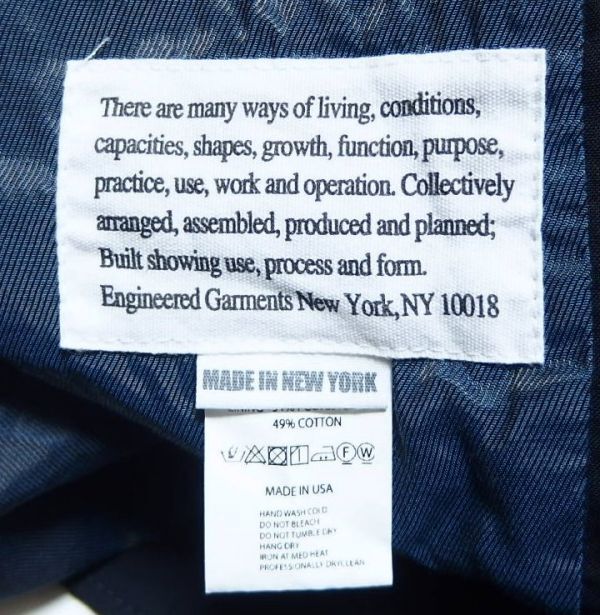 There are many ways of living, conditions,
capacities, shapes, growth, function, purpose,
practice, use, work and operation. Collectively
arranged, assembled, produced and planned;
Built showing use, process and form.
Engineered Garments New York, NY 10018
MADE IN NEW YORK
49% COTTON
F W
MADE IN USA
HAND WASH COLD
DO NOT BLEACH
DO NOT TUMBLE DRY
HANG DRY
IRON AT MED HEAT
PROFESSIONALLY DRYCLEAN